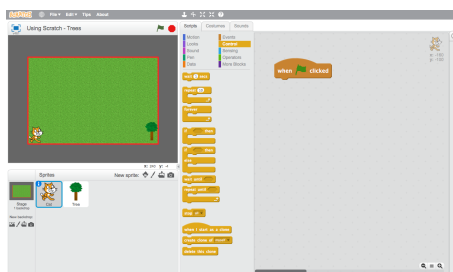 SCRATCH File▼ Edit▼ Tips About
Using Scratch - Trees
Scripts Costumes Sounds
Motion Events
Looks Control
Sound Sensing
Pen Operators
Data More Blocks
wait 1 secs
repeat 10
forever
if then
if then
else
wait until
repeat until
stop all
when I start as a clone
create clone of myself
delete this clone
when clicked
Sprites New sprite:
Stage
1 backdrop
New backdrop:
Cat Tree